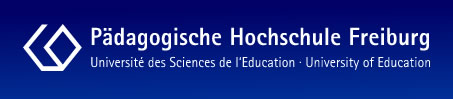 Pädagogische Hochschule Freiburg
Université des Sciences de l'Education · University of Education